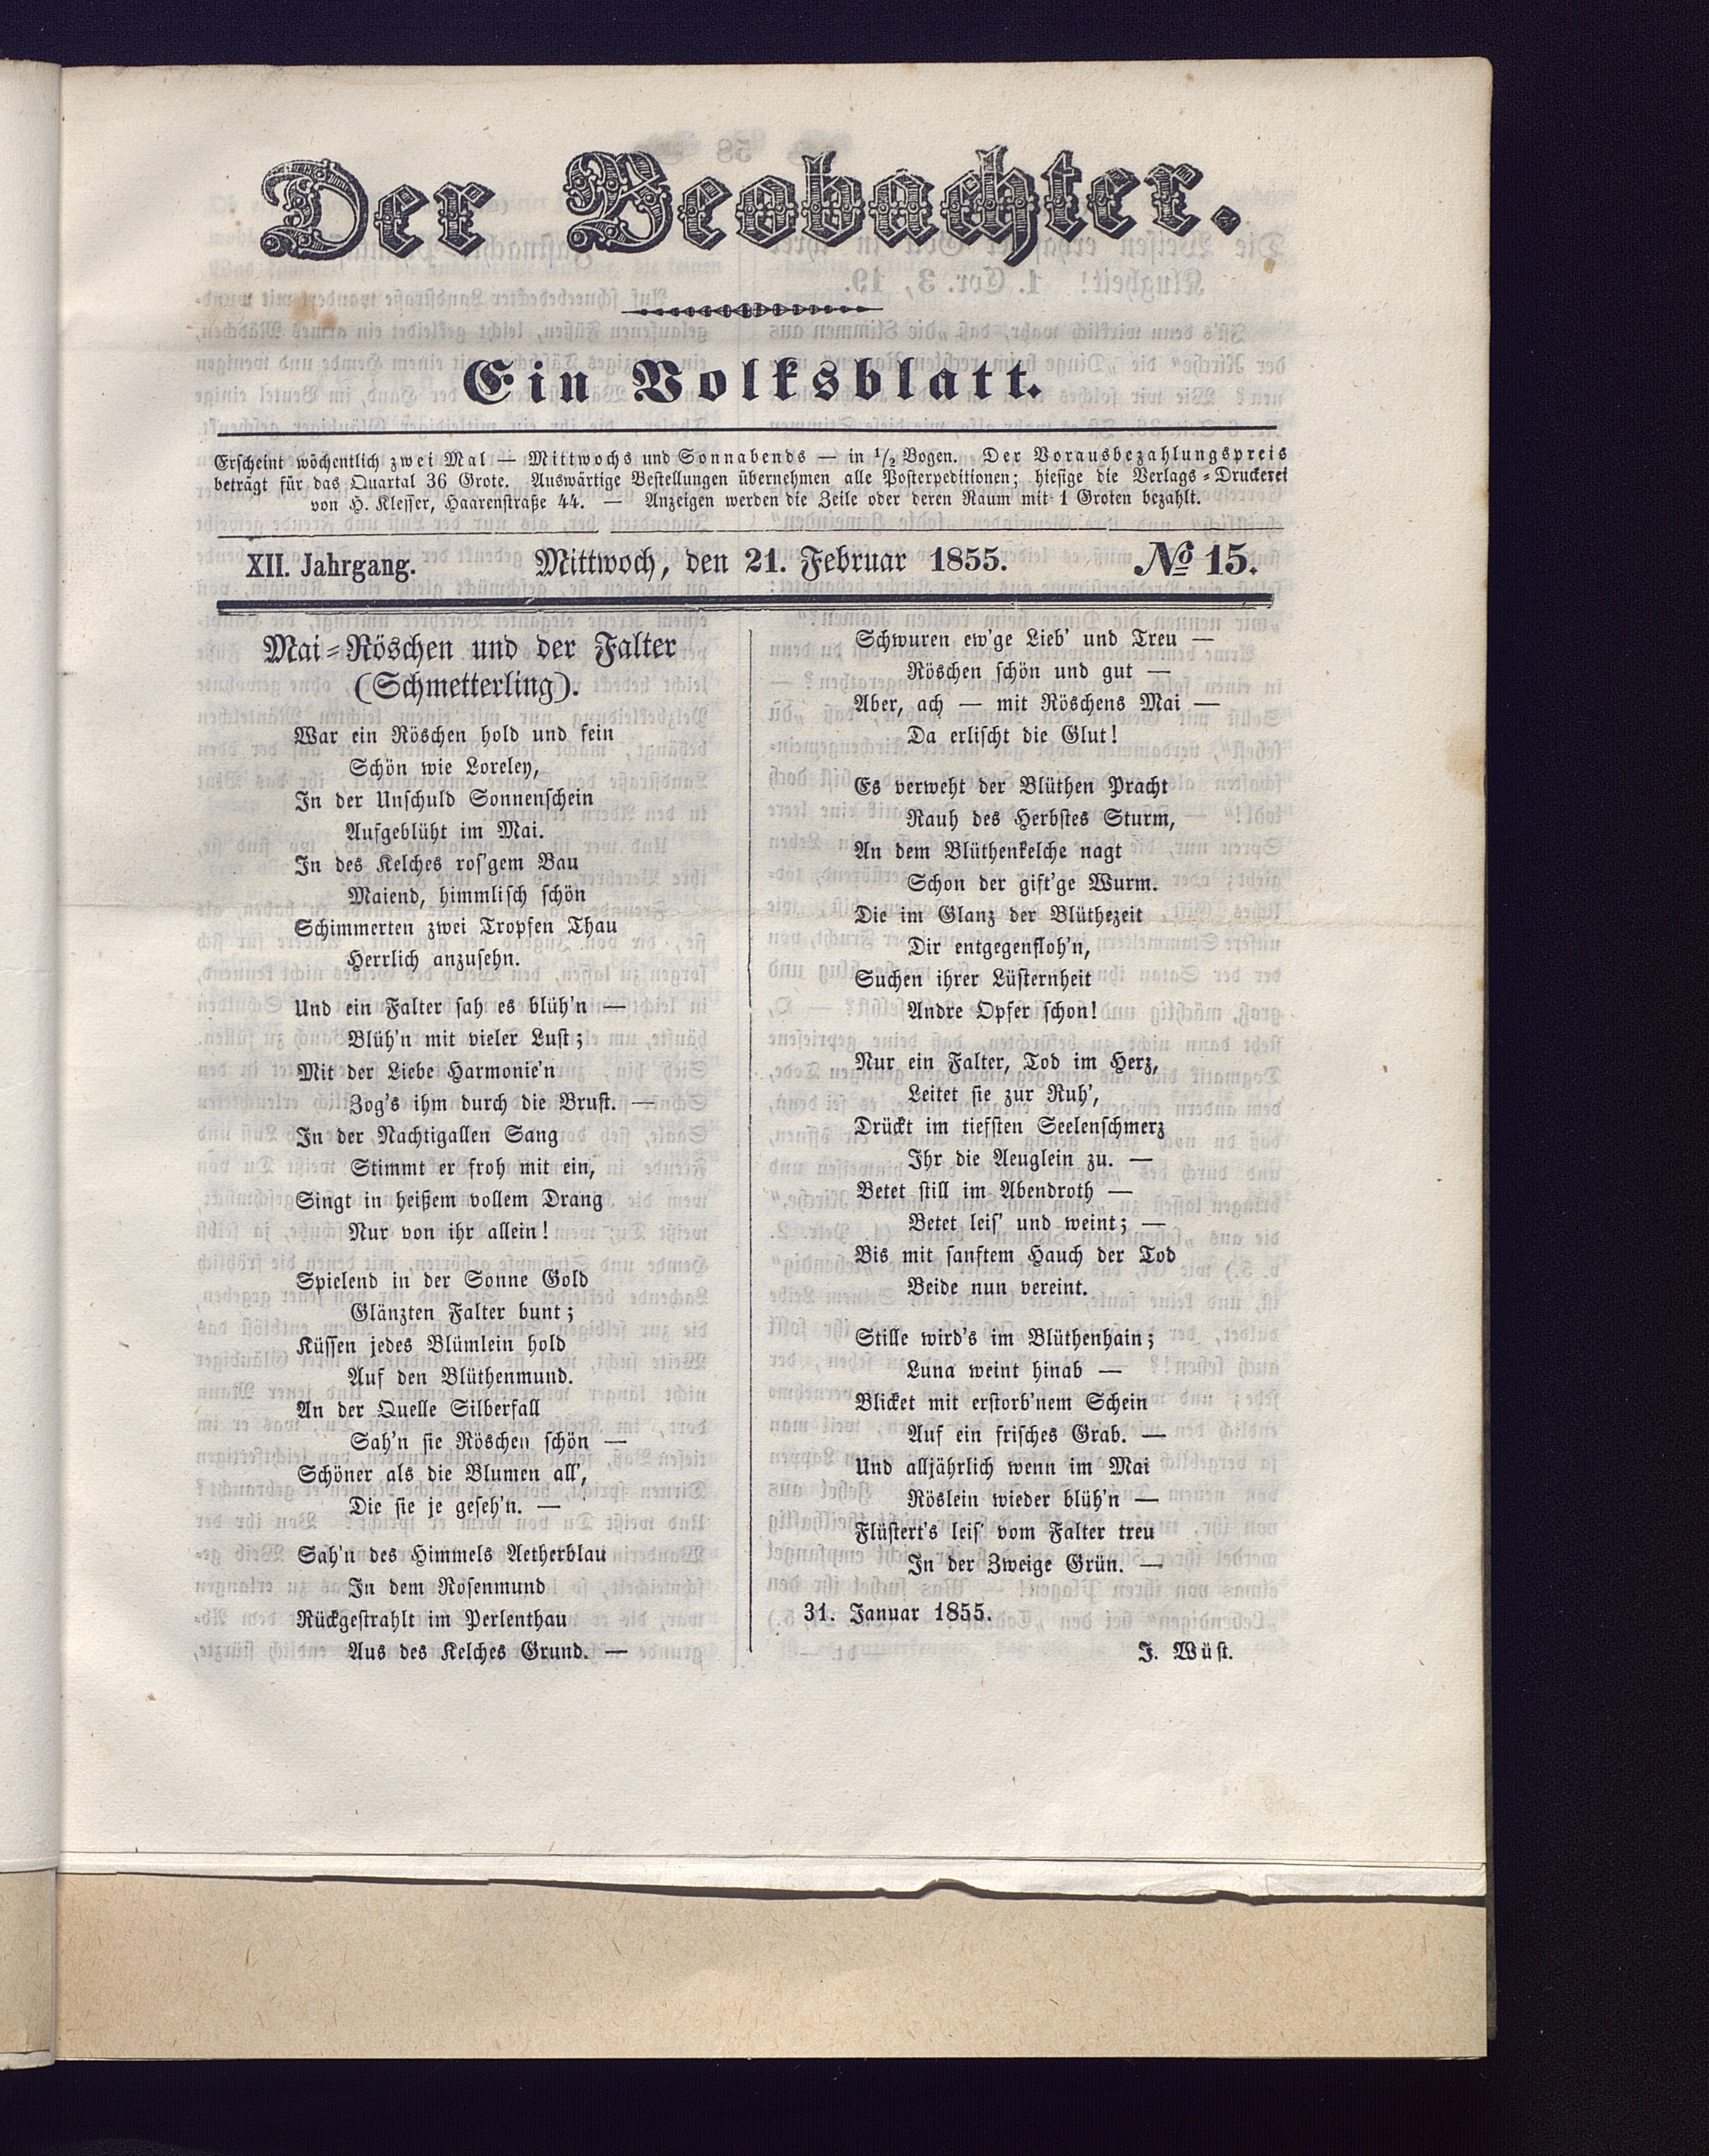 Der Beobachter.
Ein Volksblatt.
Erscheint wöchentlich zwei Mal — Mittwochs und Sonnabends — in 1/2 Bogen. Der Vorausbezahlungspreis
beträgt für das Quartal 36 Grote. Auswärtige Bestellungen übernehmen alle Postexpeditionen; hiesige die Verlags-Druckerei
von H. Klesser, Haarenstraße 44. — Anzeigen werden die Zeile oder deren Raum mit 1 Groten bezahlt.
XII. Jahrgang. Mittwoch, den 21. Februar 1855. № 15.
Mai-Röschen und der Falter
(Schmetterling).
War ein Röschen hold und fein
Schön wie Loreley,
In der Unschuld Sonnenschein
Aufgeblüht im Mai.
In des Kelches ros'gem Bau
Maiend, himmlisch schön
Schimmerten zwei Tropfen Thau
Herrlich anzusehn.
Und ein Falter sah es blüh'n —
Blüh'n mit vieler Lust;
Mit der Liebe Harmonie'n
Zog's ihm durch die Brust. —
In der Nachtigallen Sang
Stimmt er froh mit ein,
Singt in heißem vollem Drang
Nur von ihr allein!
Spielend in der Sonne Gold
Glänzten Falter bunt;
Küssen jedes Blümlein hold
Auf den Blüthenmund.
An der Quelle Silberfall
Sah'n sie Röschen schön —
Schöner als die Blumen all',
Die sie je geseh'n. —
Sah'n des Himmels Aetherblau
In dem Rosenmund
Rückgestrahlt im Perlenthau
Aus des Kelches Grund. —
Schwuren ew'ge Lieb' und Treu —
Röschen schön und gut —
Aber, ach — mit Röschens Mai —
Da erlischt die Glut!
Es verweht der Blüthen Pracht
Rauh des Herbstes Sturm,
An dem Blüthenkelche nagt
Schon der gift'ge Wurm.
Die im Glanz der Blüthezeit
Dir entgegenfloh'n,
Suchen ihrer Lüsternheit
Andre Opfer schon!
Nur ein Falter, Tod im Herz,
Leitet sie zur Ruh',
Drückt im tiefsten Seelenschmerz
Ihr die Aeuglein zu. —
Betet still im Abendroth —
Betet leis' und weint; —
Bis mit sanftem Hauch der Tod
Beide nun vereint.
Stille wird's im Blüthenhain;
Luna weint hinab —
Blicket mit erstorb'nem Schein
Auf ein frisches Grab. —
Und alljährlich wenn im Mai
Röslein wieder blüh'n —
Flüstert's leis' vom Falter treu
In der Zweige Grün. —
31. Januar 1855.
J. Wüst.